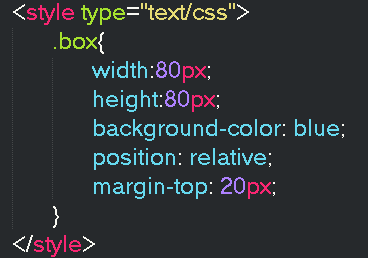 <style type="text/css">
.box{
width:80px;
height:80px;
background-color: blue;
position: relative;
margin-top: 20px;
}
</style>